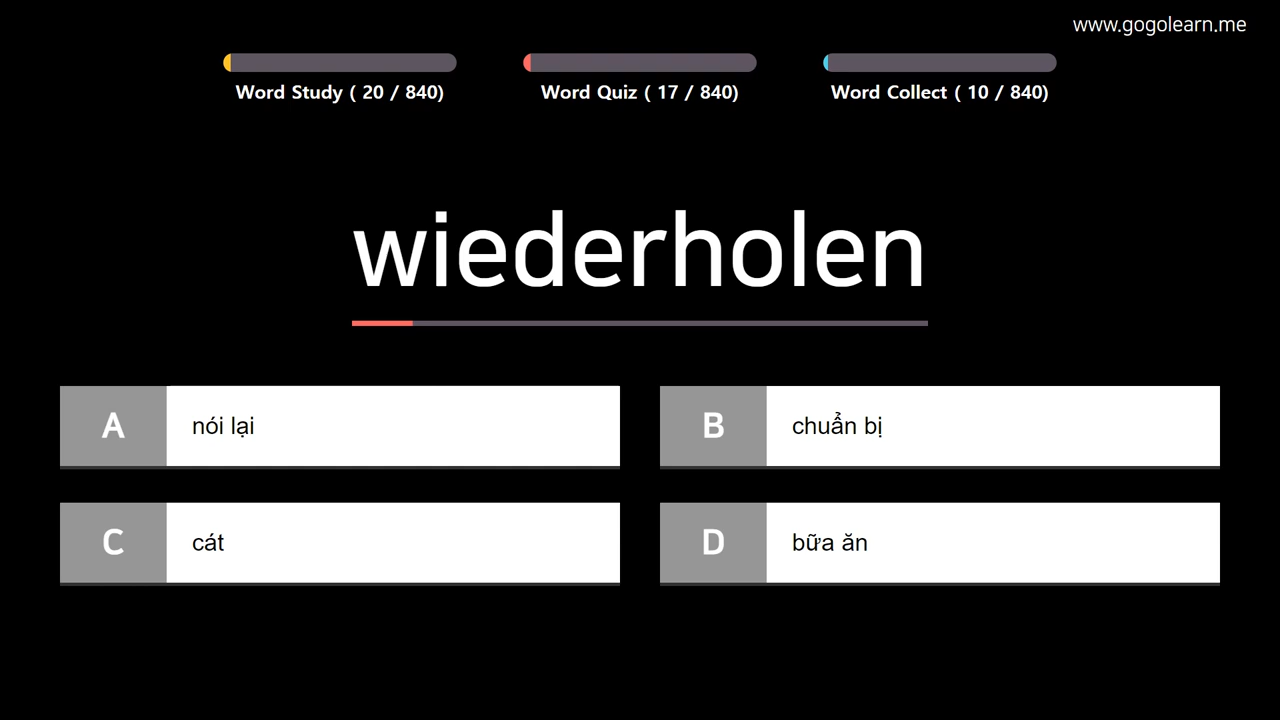 www.gogolearn.me
Word Study ( 20 / 840)
Word Quiz ( 17 / 840)
Word Collect ( 10 / 840)
wiederholen
A nói lại
B chuẩn bị
C cát
D bữa ăn